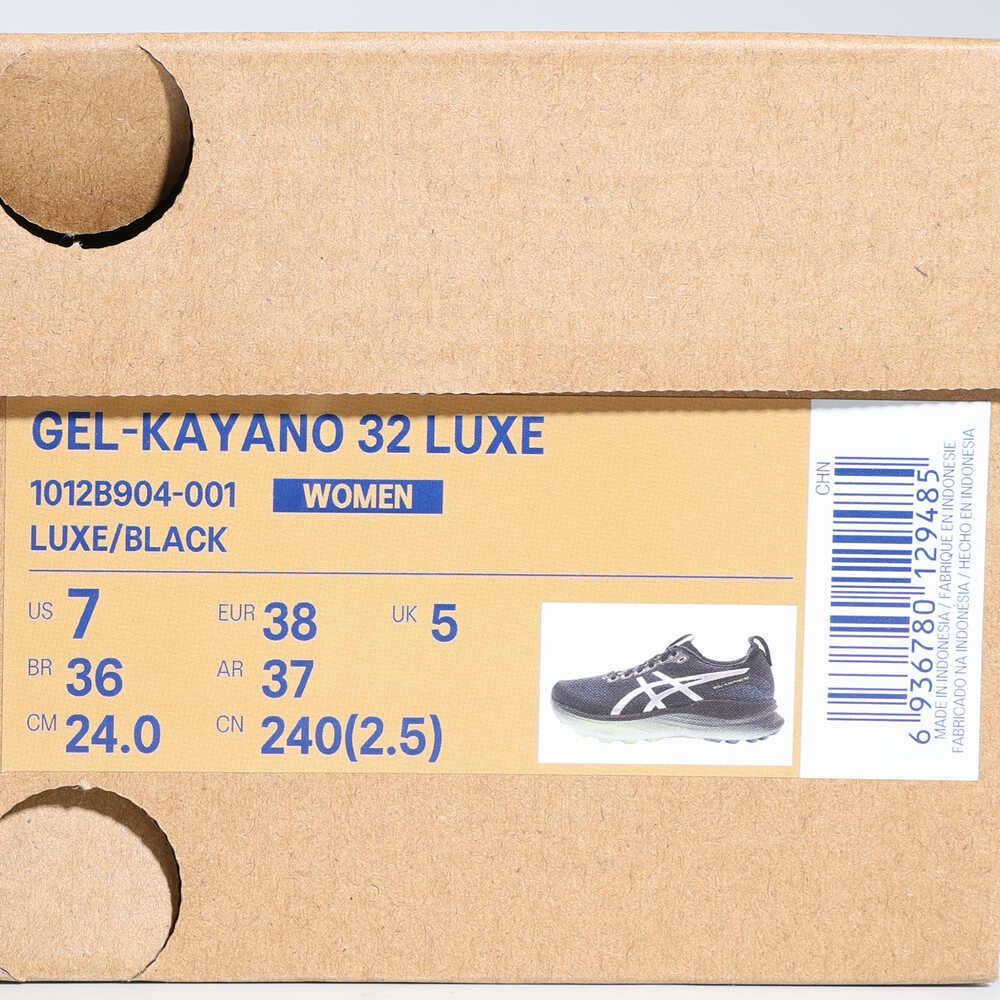 GEL-KAYANO 32 LUXE
1012B904-001 WOMEN
LUXE/BLACK
US 7 EUR 38 UK 5
BR 36 AR 37
CM 24.0 CN 240(2.5)
CHN
6 936780 129485
MADE IN INDONESIA / FABRIQUE EN INDONESIE
FABRICADO NA INDONÉSIA / HECHO EN INDONESIA